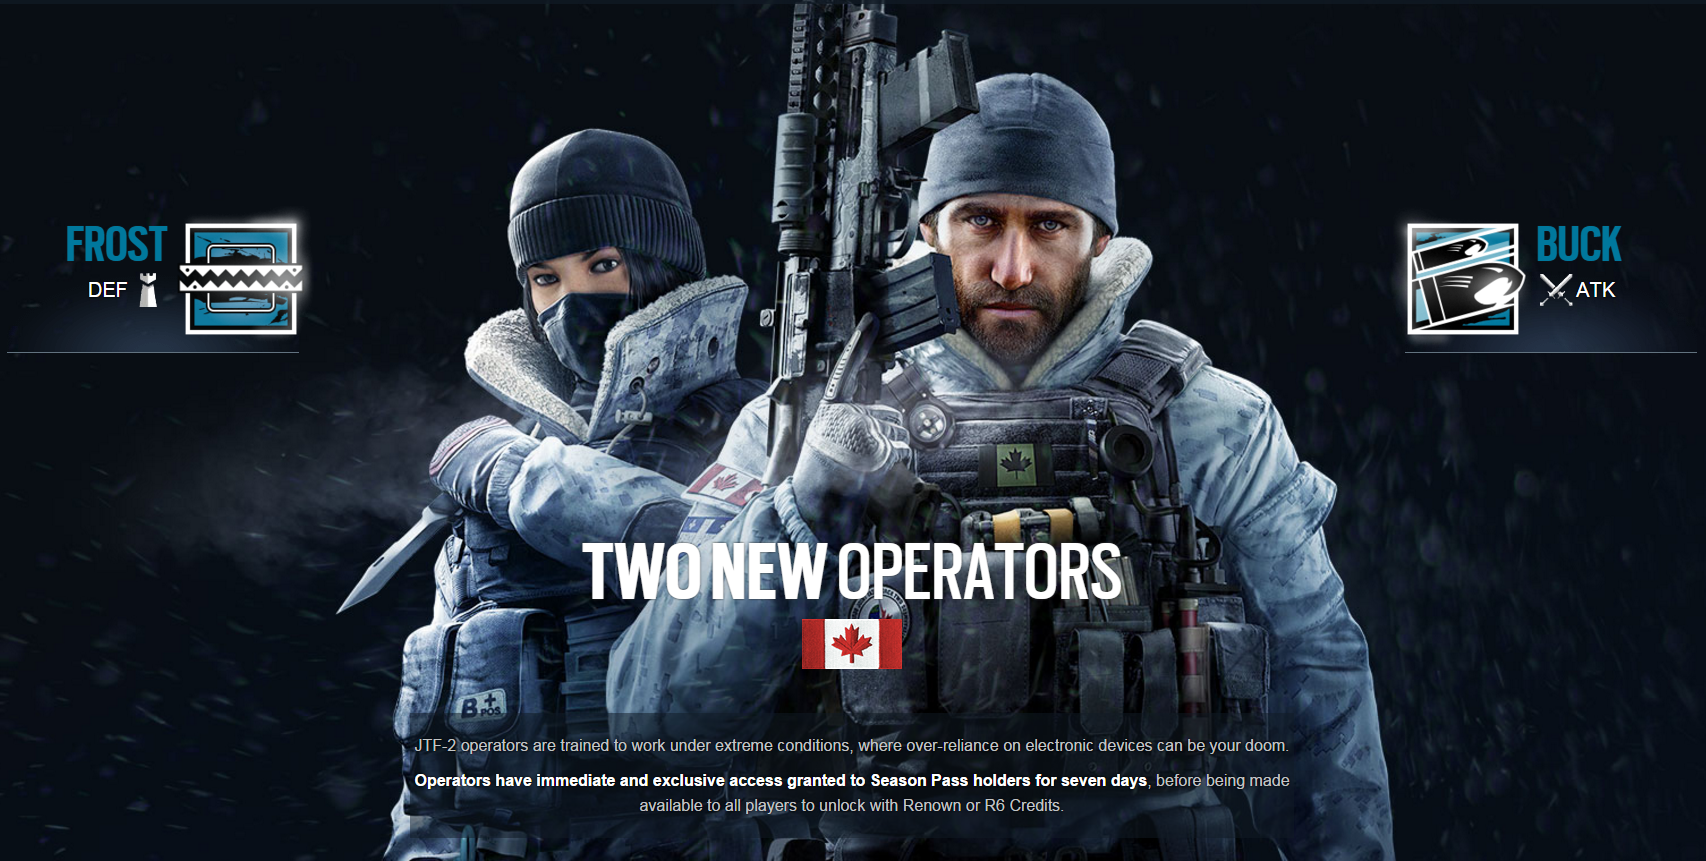 FROST
DEF
BUCK
ATK
TWO NEW OPERATORS
B+
POS
JTF-2 operators are trained to work under extreme conditions, where over-reliance on electronic devices can be your doom.
Operators have immediate and exclusive access granted to Season Pass holders for seven days, before being made
available to all players to unlock with Renown or R6 Credits.